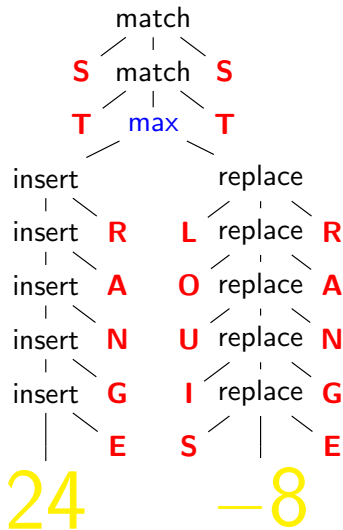 match
S match S
T max T
insert replace
insert R L replace R
insert A O replace A
insert N U replace N
insert G I replace G
E S E
24 −8